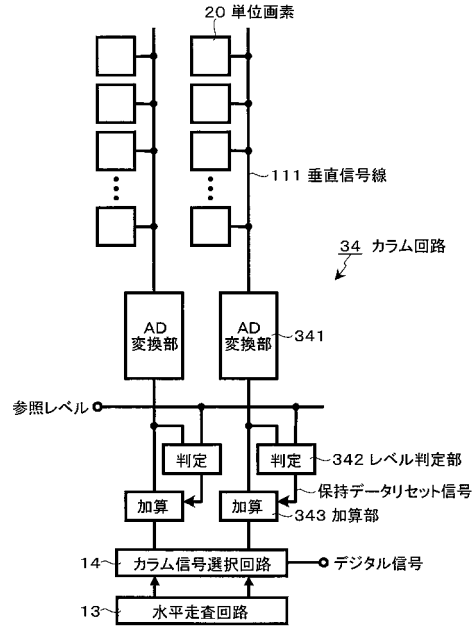 20 単位画素
111 垂直信号線
34 カラム回路
AD
変換部
AD
変換部
341
参照レベル
判定
判定
342 レベル判定部
保持データリセット信号
加算
加算
343 加算部
14
カラム信号選択回路
デジタル信号
13
水平走査回路